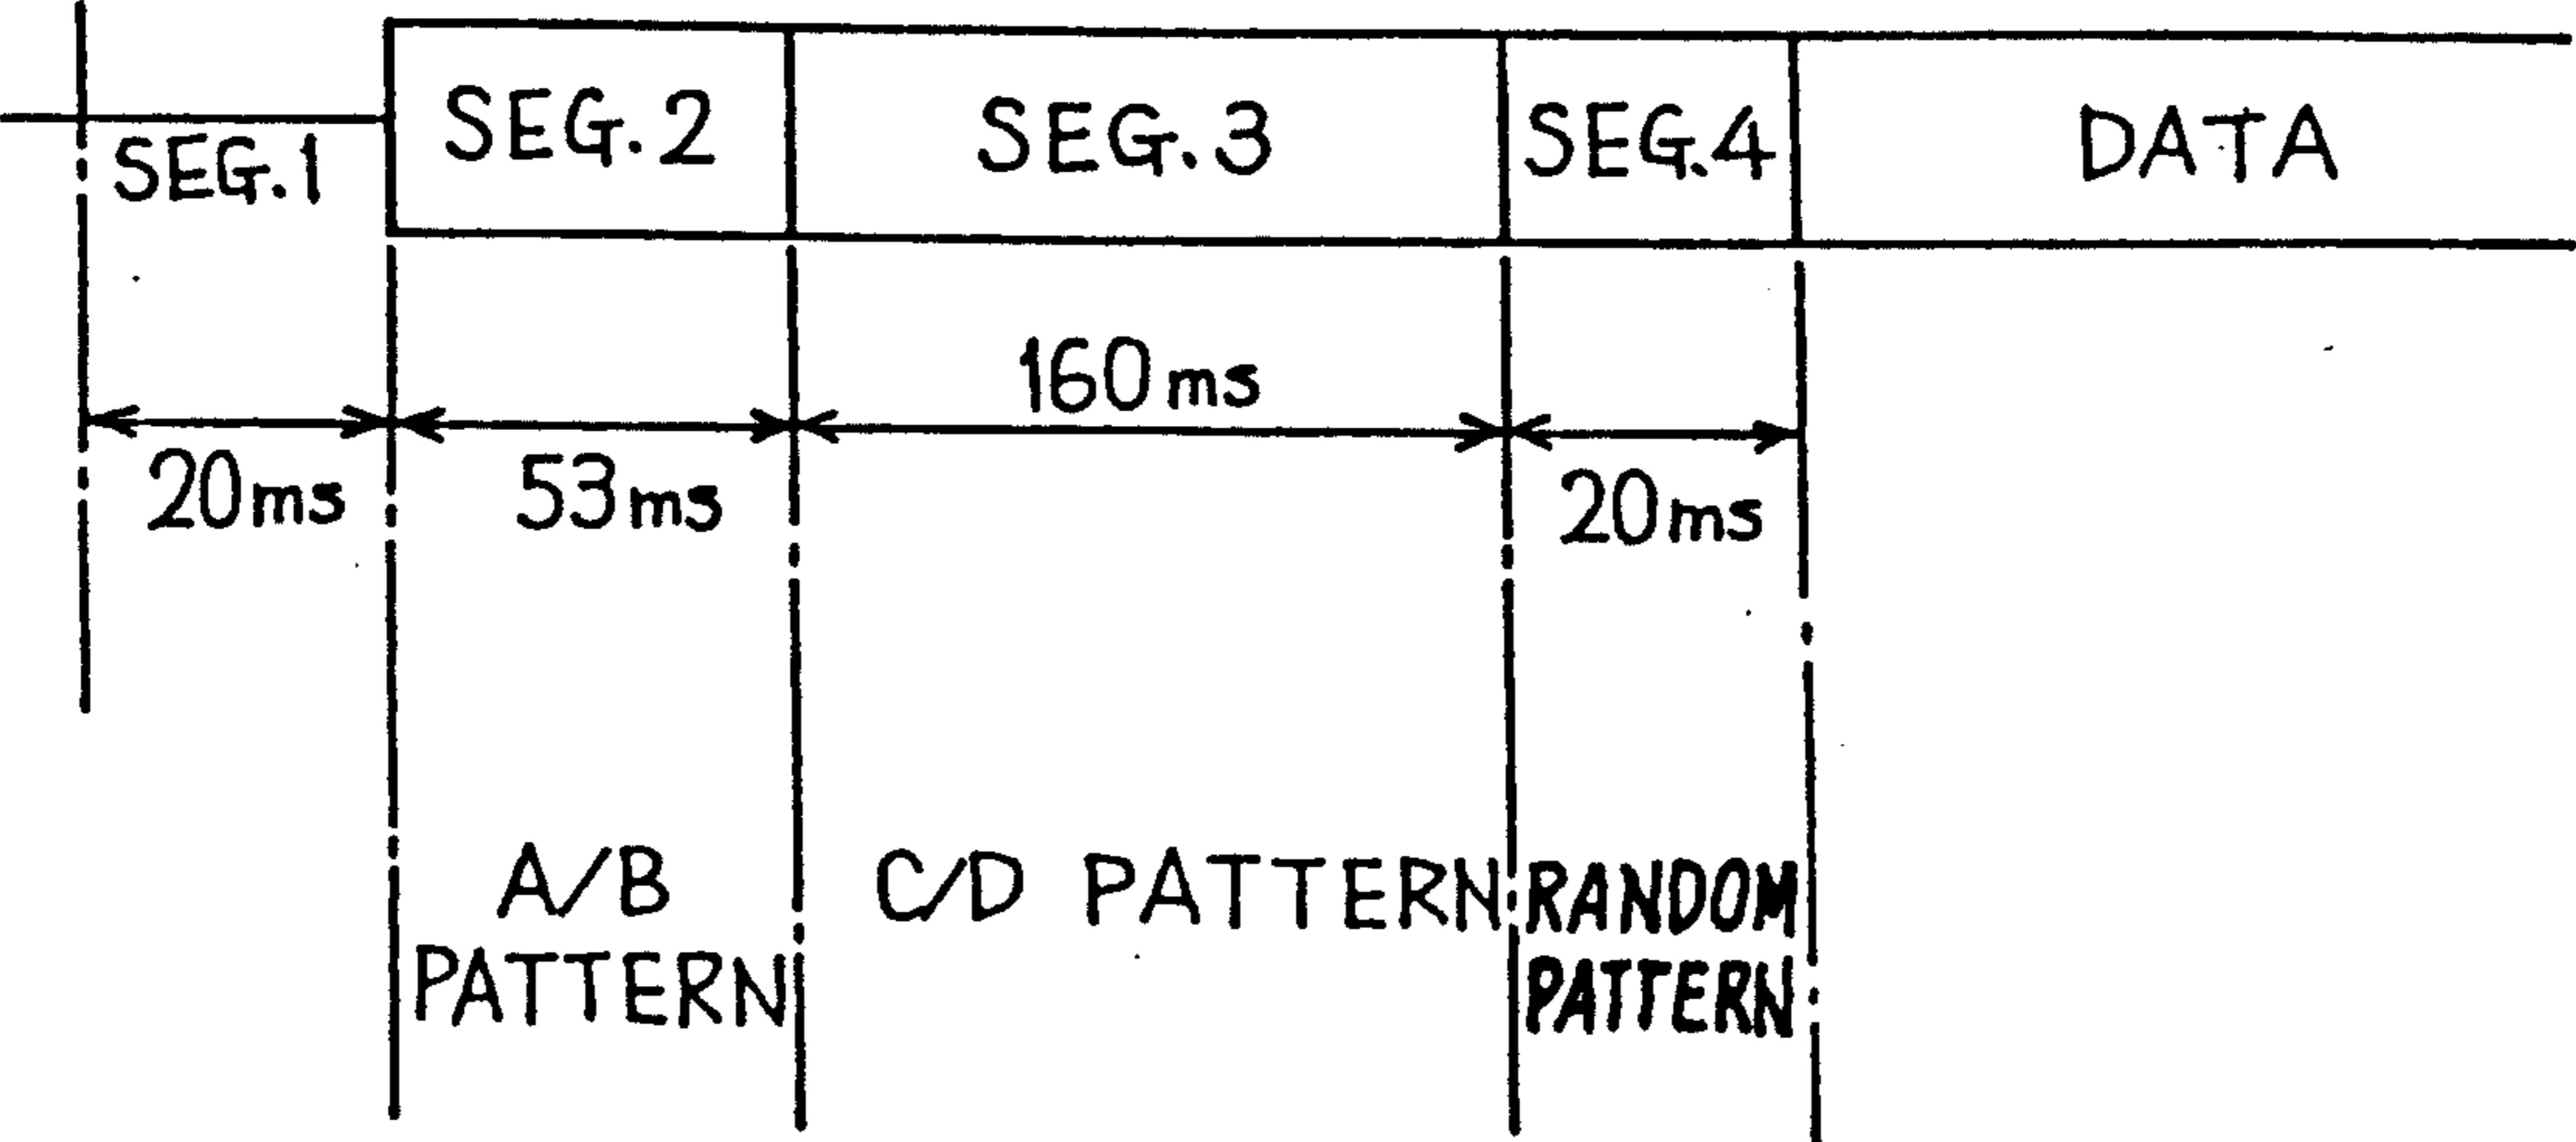 SEG.1
SEG.2
SEG.3
SEG.4
DATA
20ms
53ms
160ms
20ms
A/B
PATTERN
C/D PATTERN
RANDOM
PATTERN